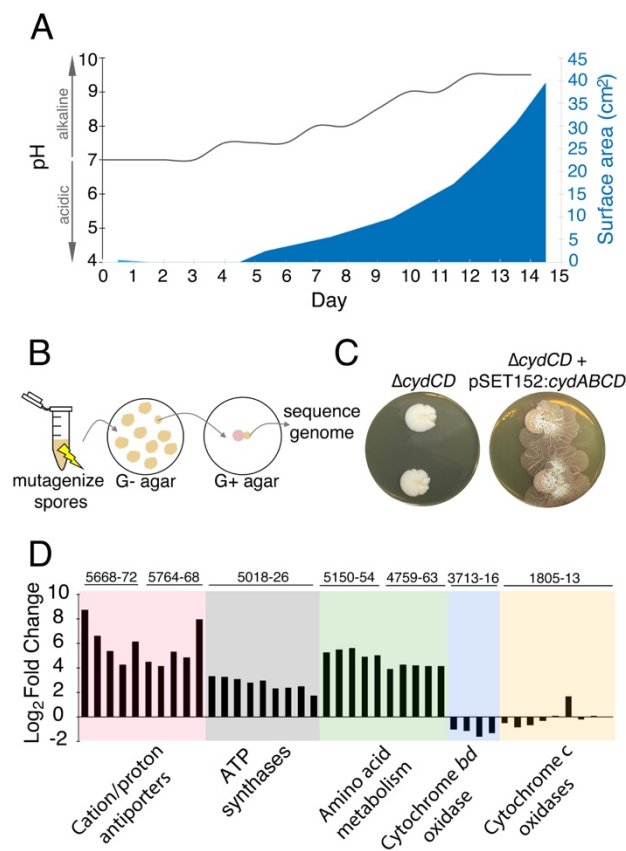 A
10
9
8
7
6
5
4
alkaline
acidic
pH
45
40
35
30
25
20
15
10
5
0
Surface area (cm²)
0 1 2 3 4 5 6 7 8 9 10 11 12 13 14 15
Day
B
mutagenize
spores
G- agar
G+ agar
sequence
genome
C
ΔcydCD
ΔcydCD +
pSET152:cydABCD
D
5668-72 5764-68 5018-26 5150-54 4759-63 3713-16 1805-13
10
8
6
4
2
0
-2
Log₂ Fold Change
Cation/proton
antiporters
ATP
synthases
Amino acid
metabolism
Cytochrome bd
oxidase
Cytochrome c
oxidases